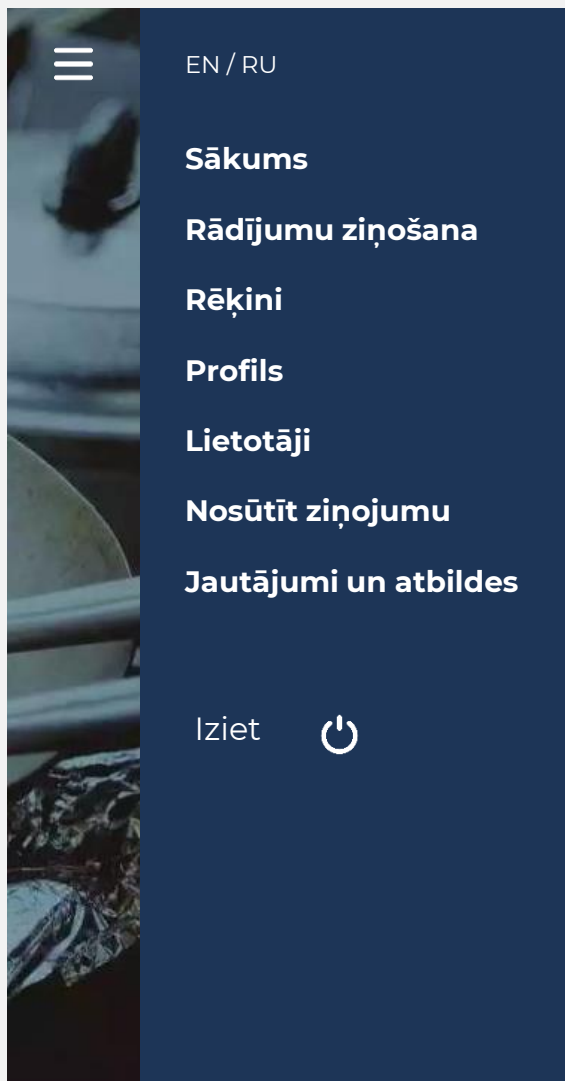 EN / RU
Sākums
Rādījumu ziņošana
Rēķini
Profils
Lietotāji
Nosūtīt ziņojumu
Jautājumi un atbildes
Iziet